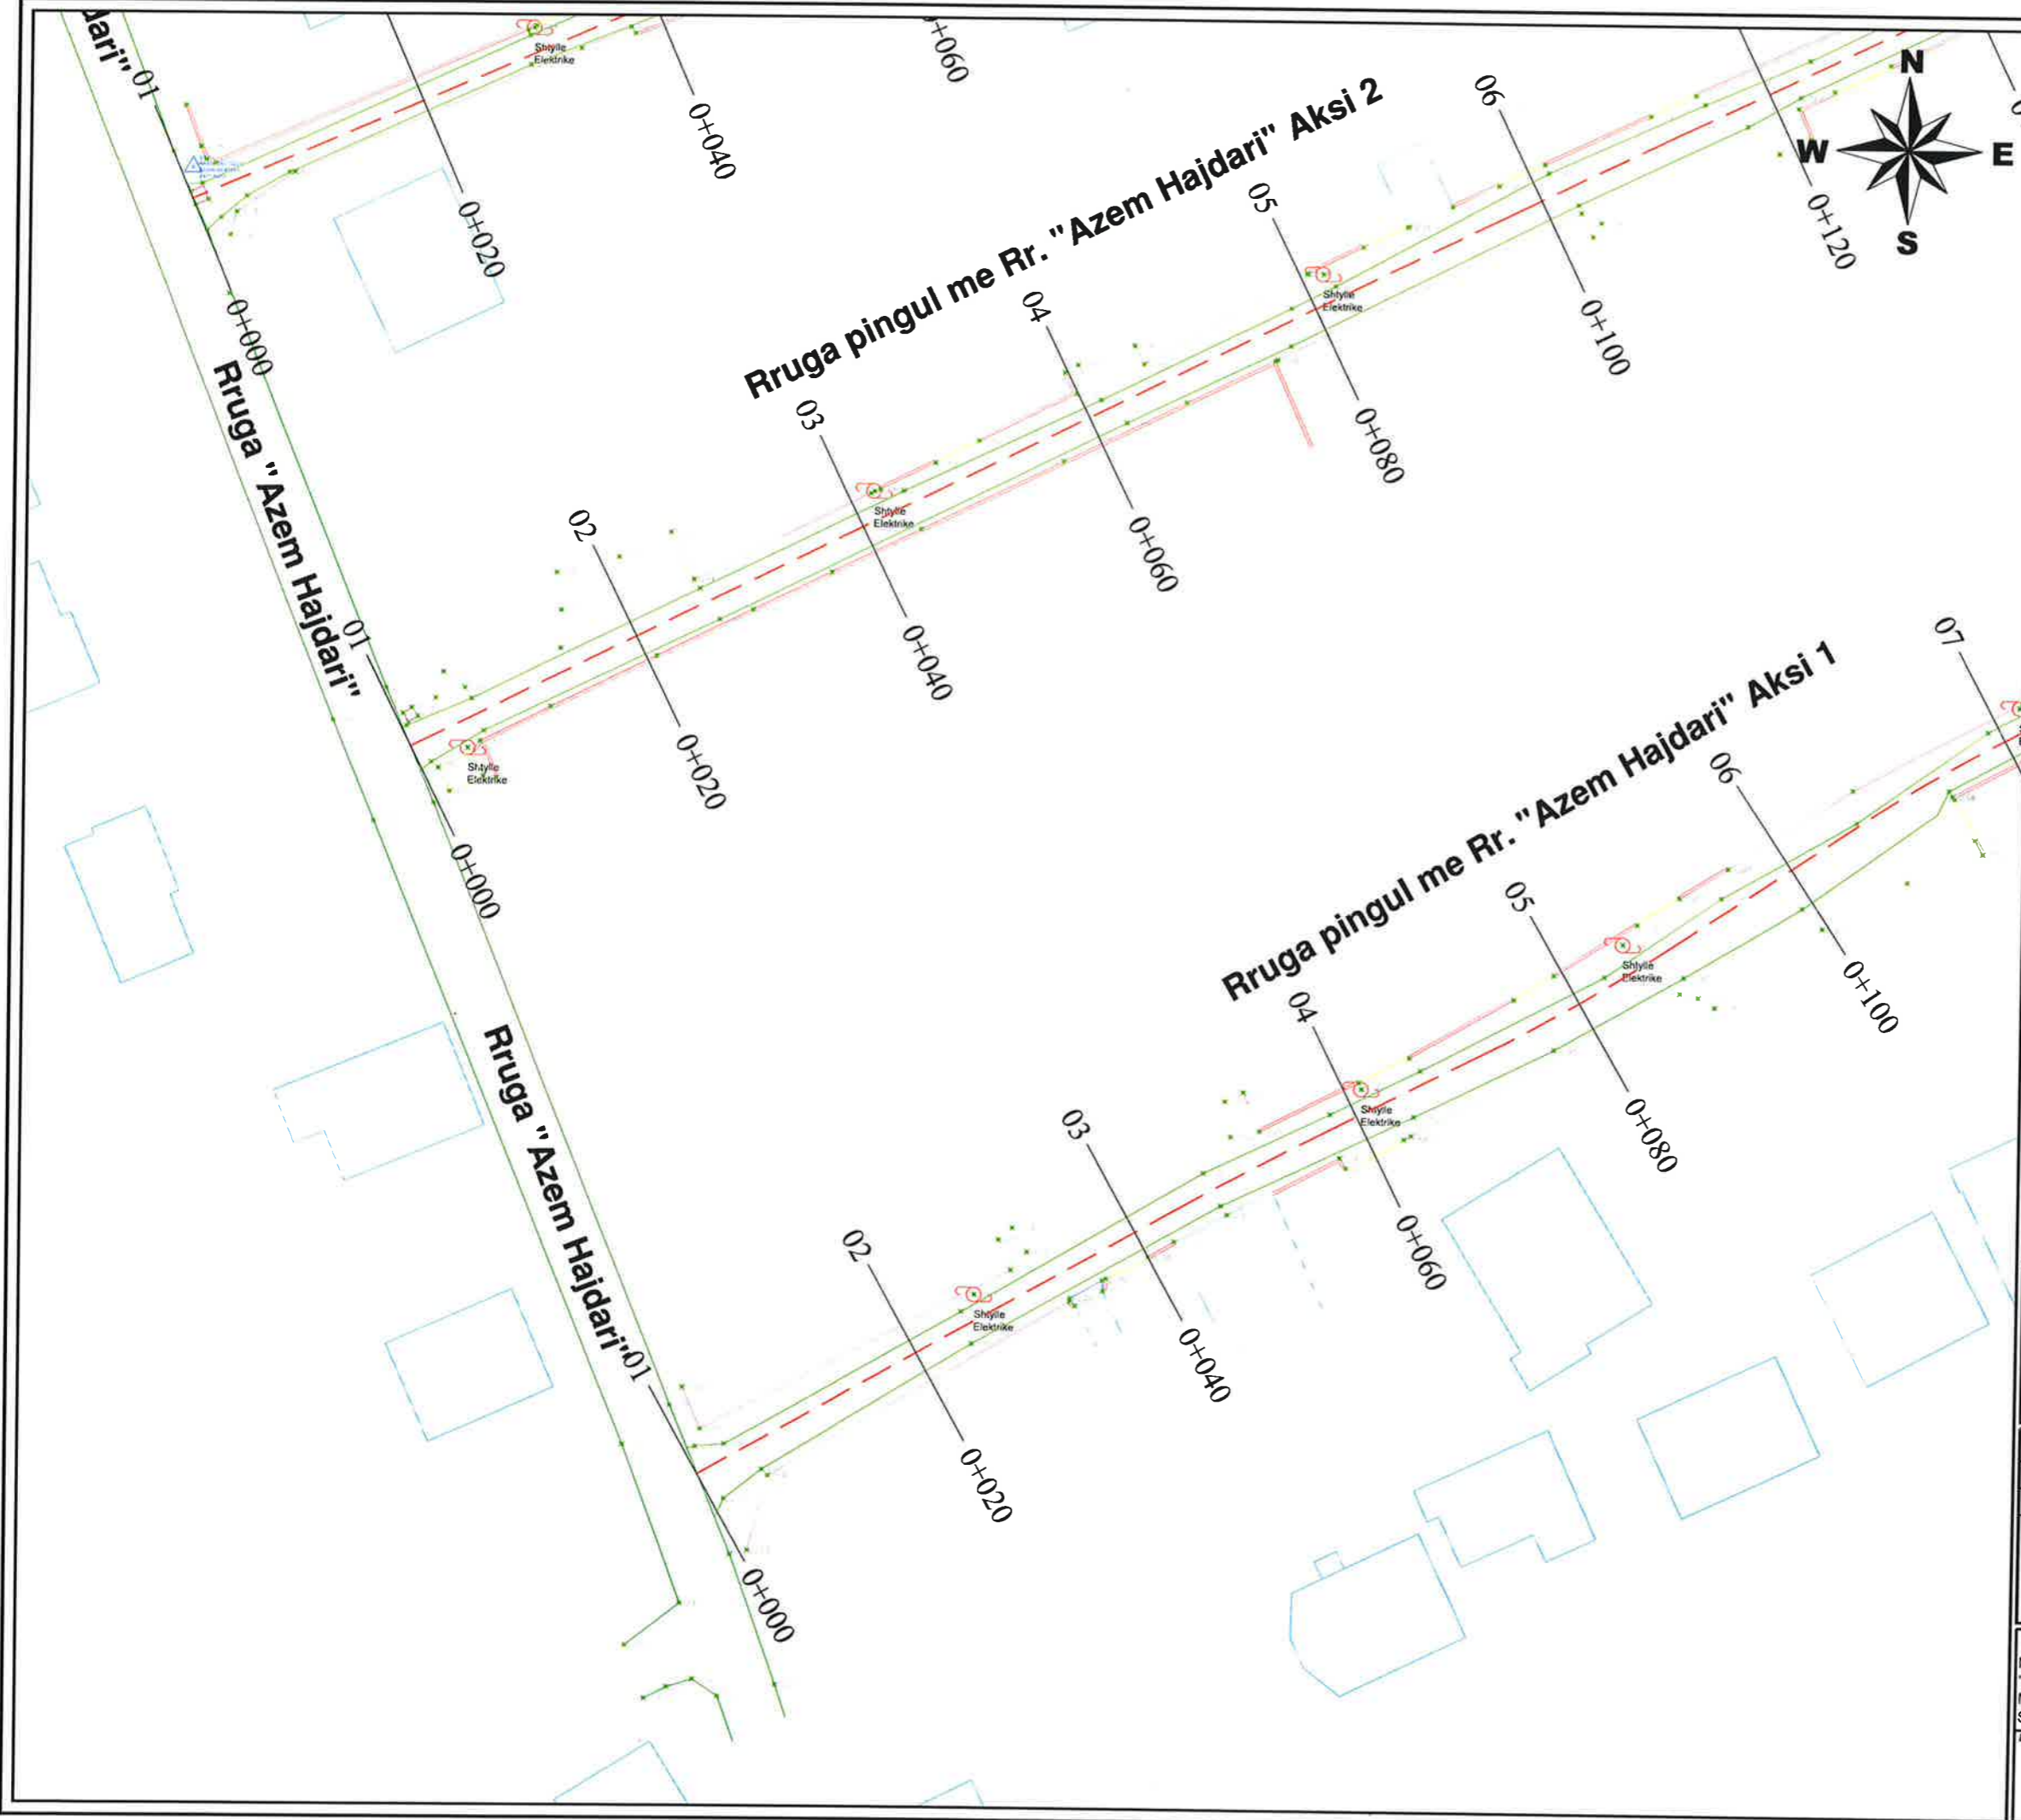 dari"
01
0+000
0+020
Shtylle
Elektrike
0+040
0+060
N
W
E
S
Rruga "Azem Hajdari"
Rruga pingul me Rr. "Azem Hajdari" Aksi 2
01
0+000
02
0+020
03
0+040
04
0+060
05
0+080
06
0+100
0+120
Shtylle
Elektrike
Shtylle
Elektrike
Shtylle
Elektrike
Rruga "Azem Hajdari"
Rruga pingul me Rr. "Azem Hajdari" Aksi 1
01
0+000
02
0+020
03
0+040
04
0+060
05
0+080
06
0+100
07
Shtylle
Elektrike
Shtylle
Elektrike
Shtylle
Elektrike